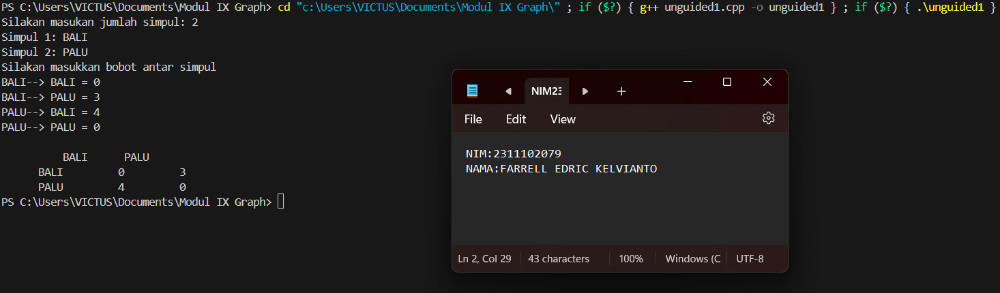 PS C:\Users\VICTUS\Documents\Modul IX Graph> cd "c:\Users\VICTUS\Documents\Modul IX Graph\" ; if ($?) { g++ unguided1.cpp -o unguided1 } ; if ($?) { .\unguided1 }
Silakan masukan jumlah simpul: 2
Simpul 1: BALI
Simpul 2: PALU
Silakan masukkan bobot antar simpul
BALI--> BALI = 0
BALI--> PALU = 3
PALU--> BALI = 4
PALU--> PALU = 0
BALI PALU
BALI 0 3
PALU 4 0
PS C:\Users\VICTUS\Documents\Modul IX Graph>
NIM23
File Edit View
NIM:2311102079
NAMA:FARRELL EDRIC KELVIANTO
Ln 2, Col 29 43 characters 100% Windows (C UTF-8